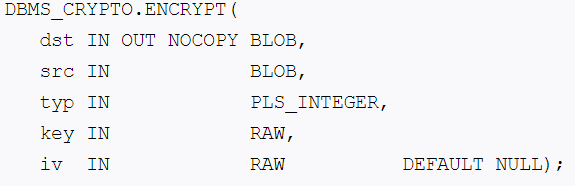 DBMS_CRYPTO.ENCRYPT(
dst IN OUT NOCOPY BLOB,
src IN BLOB,
typ IN PLS_INTEGER,
key IN RAW,
iv IN RAW DEFAULT NULL);